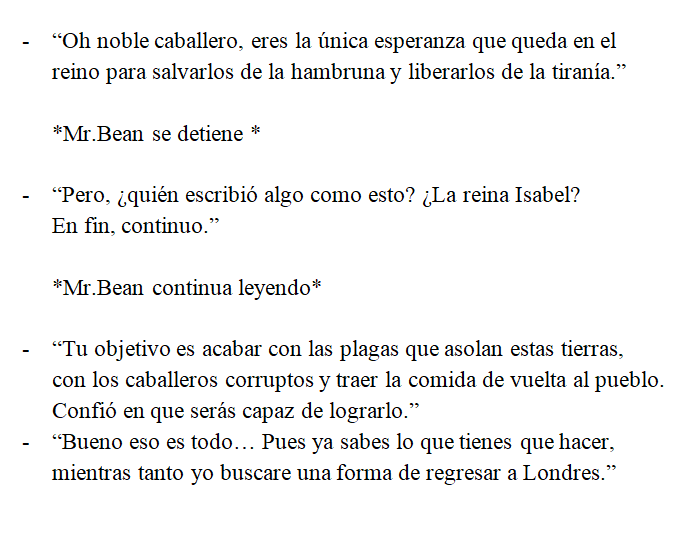 - “Oh noble caballero, eres la única esperanza que queda en el
reino para salvarlos de la hambruna y liberarlos de la tiranía.”
*Mr.Bean se detiene *
- “Pero, ¿quién escribió algo como esto? ¿La reina Isabel?
En fin, continuo.”
*Mr.Bean continua leyendo*
- “Tu objetivo es acabar con las plagas que asolan estas tierras,
con los caballeros corruptos y traer la comida de vuelta al pueblo.
Confió en que serás capaz de lograrlo.”
- “Bueno eso es todo… Pues ya sabes lo que tienes que hacer,
mientras tanto yo buscare una forma de regresar a Londres.”